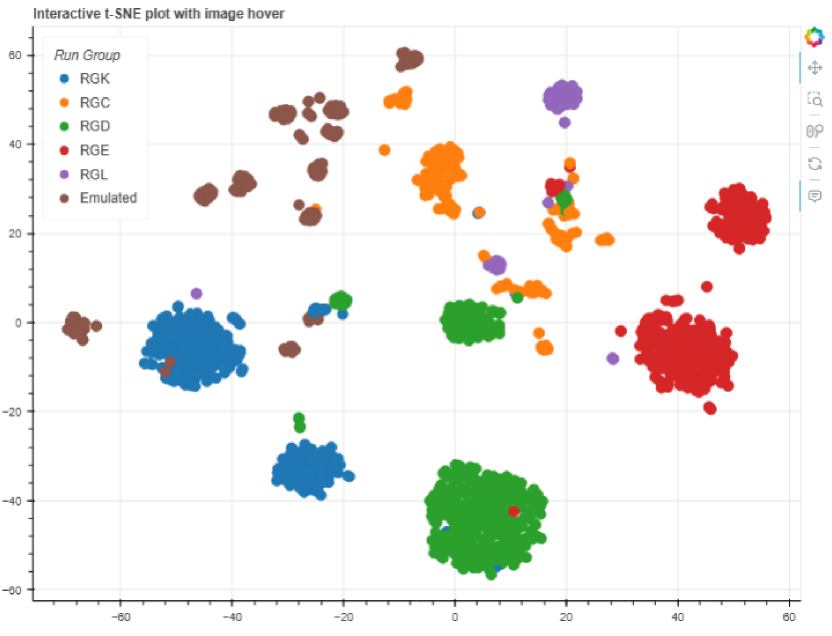 Interactive t-SNE plot with image hover
Run Group
RGK
RGC
RGD
RGE
RGL
Emulated
60
40
20
0
−20
−40
−60
−60 −40 −20 0 20 40 60